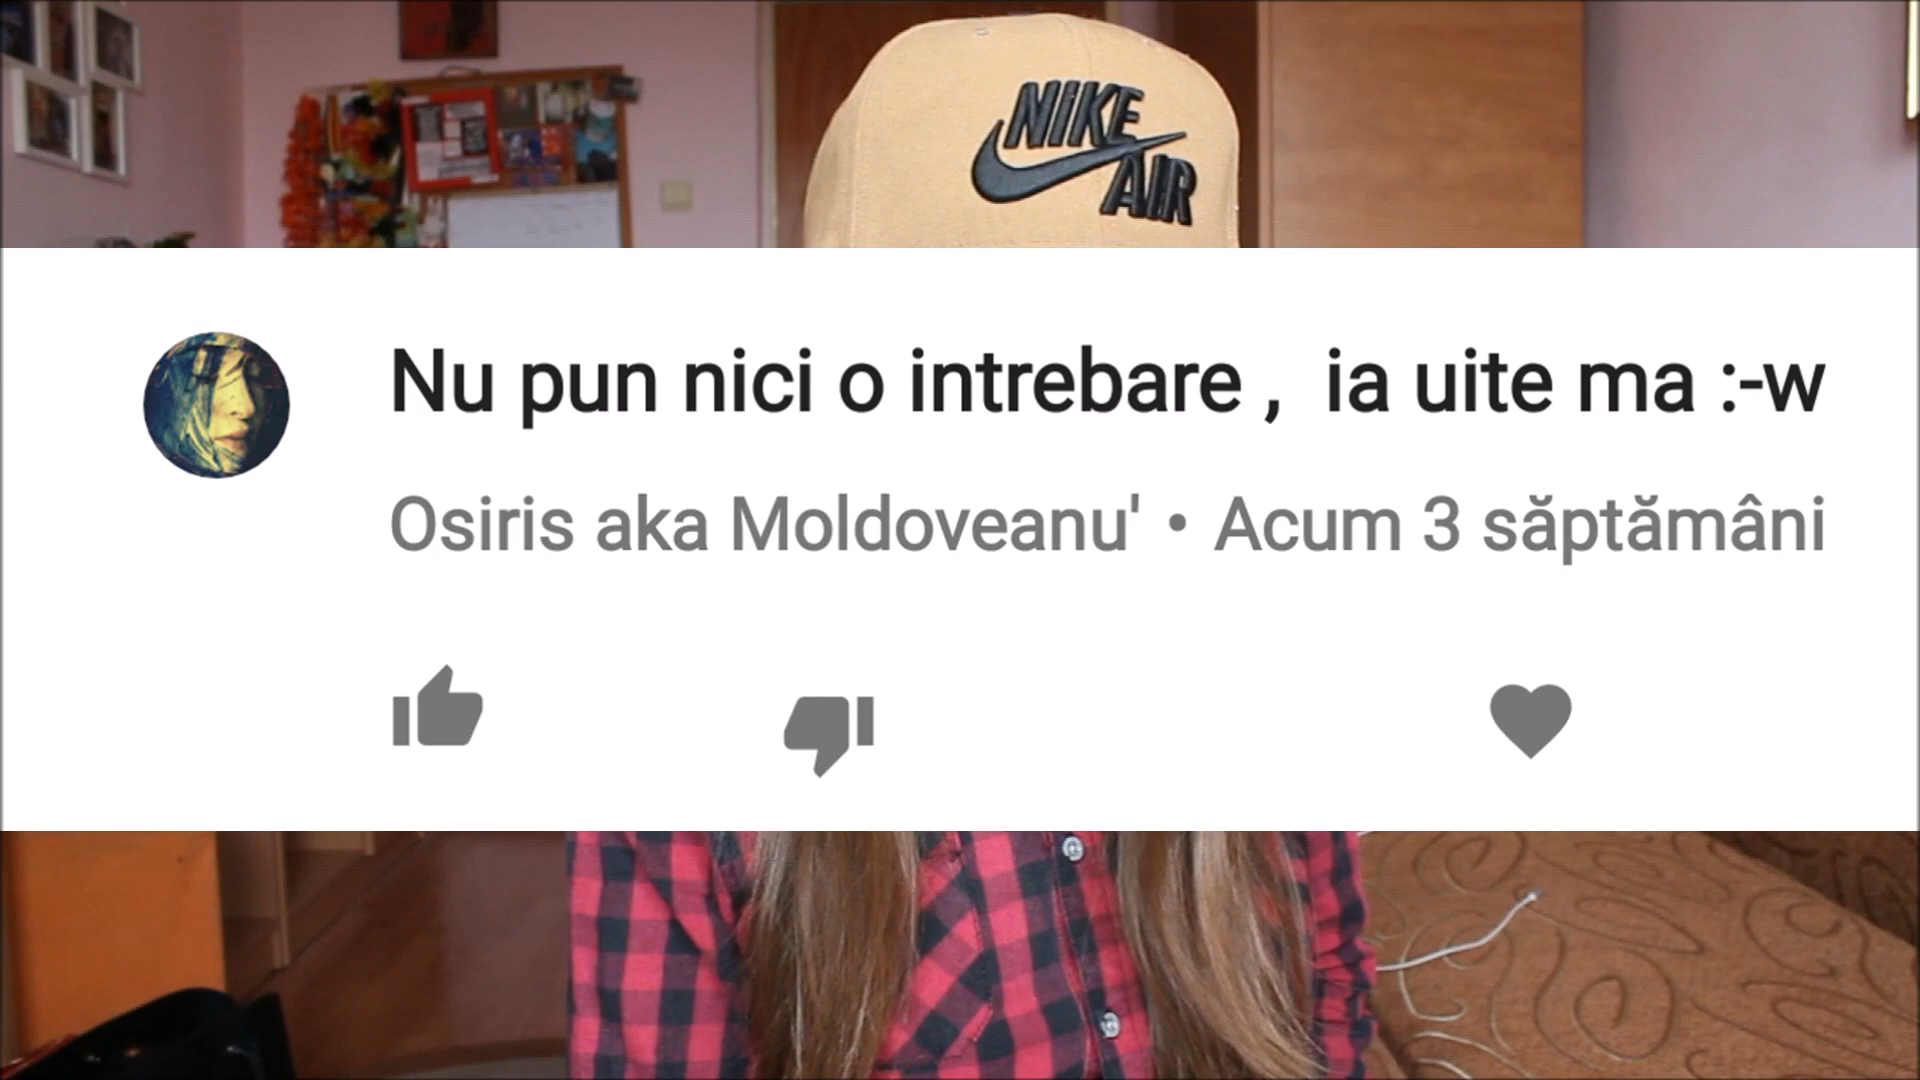 NIKE
AIR
Nu pun nici o intrebare ,  ia uite ma :-w
Osiris aka Moldoveanu' • Acum 3 săptămâni